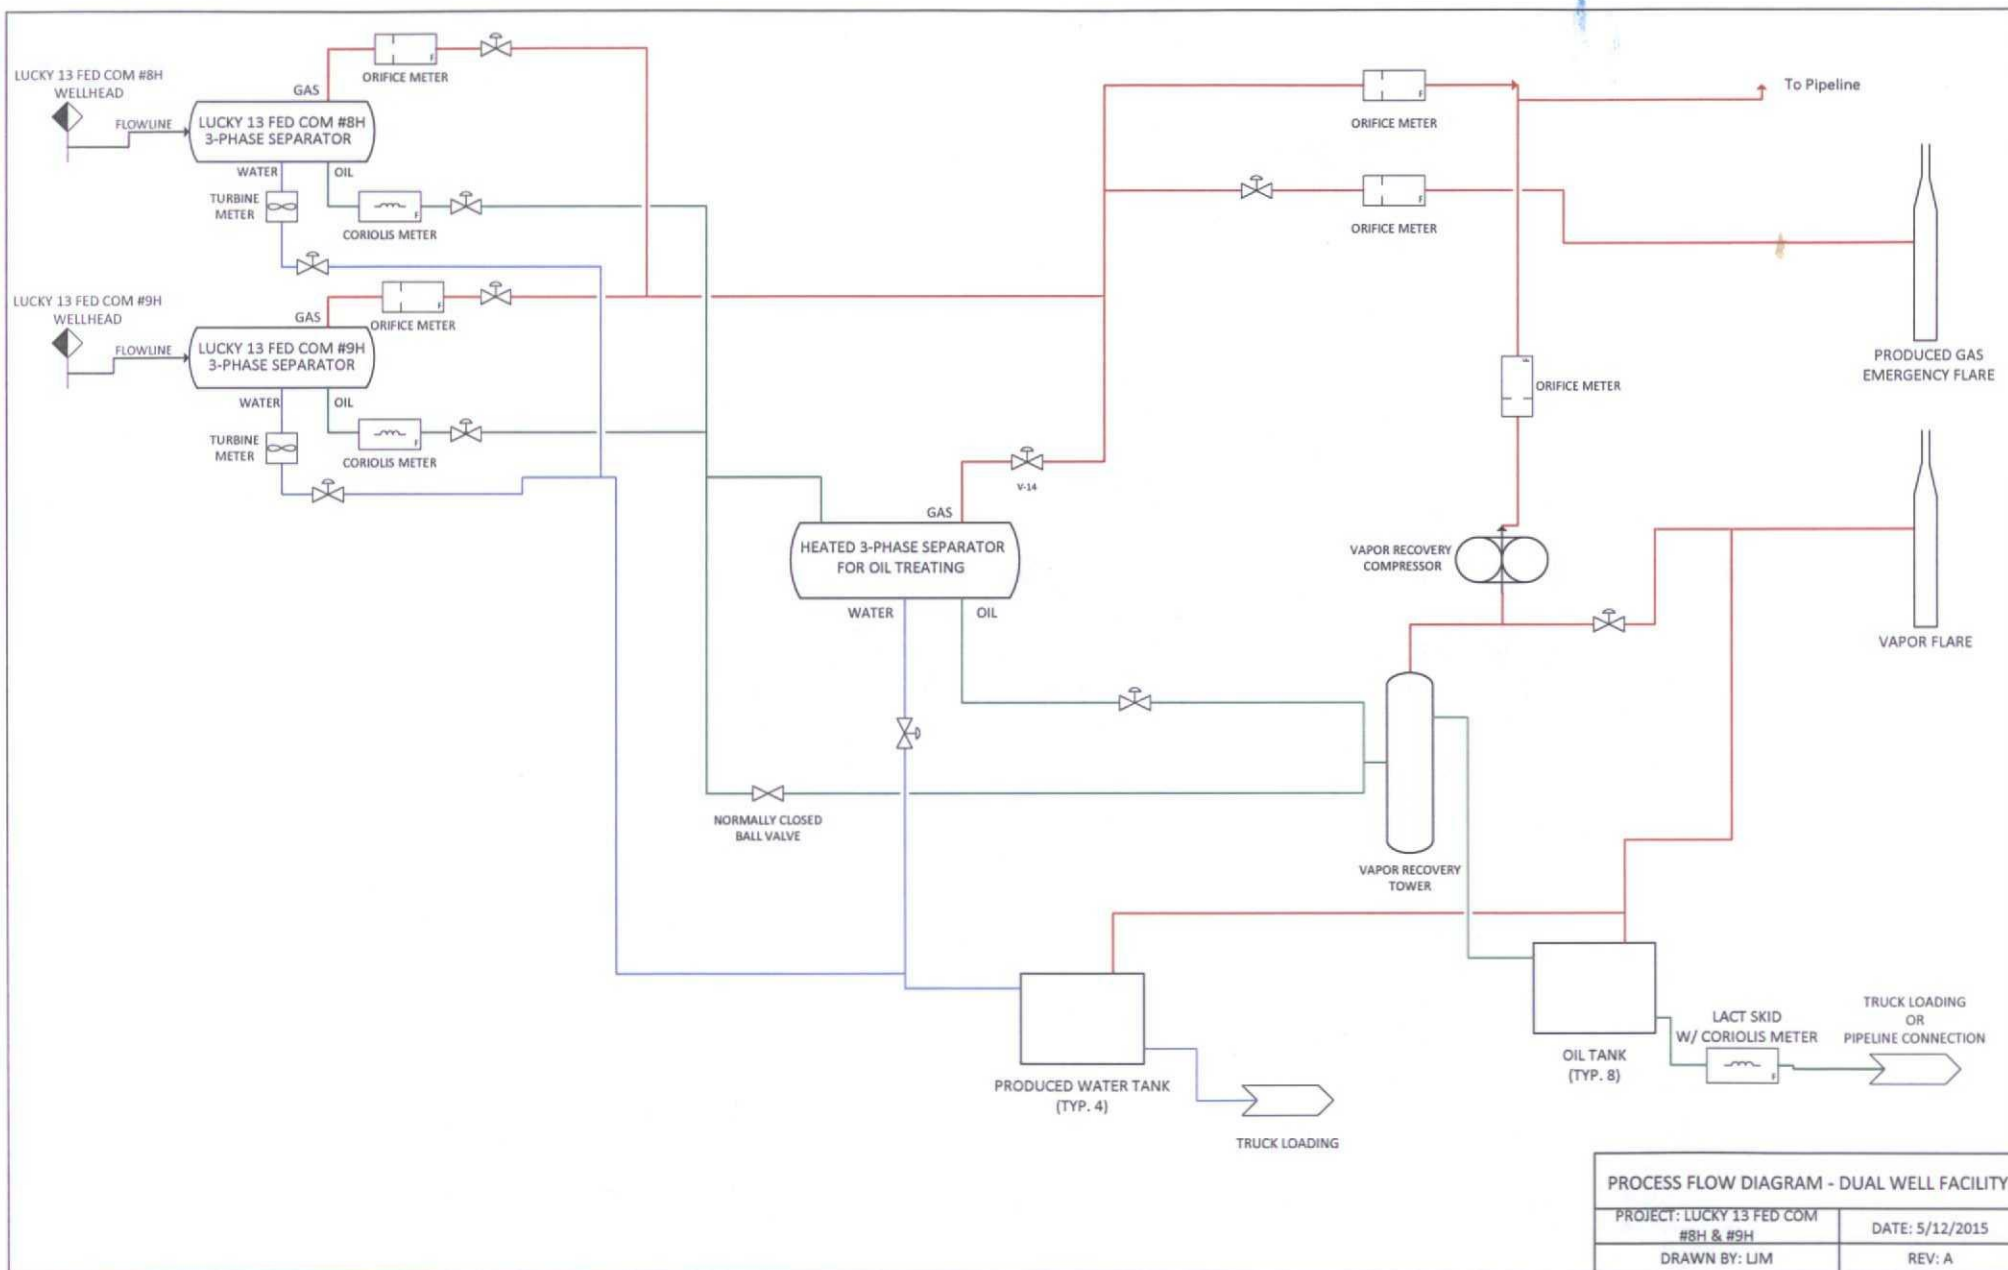 LUCKY 13 FED COM #8H
WELLHEAD
FLOWLINE
GAS
LUCKY 13 FED COM #8H
3-PHASE SEPARATOR
WATER
OIL
ORIFICE METER
F
TURBINE
METER
CORIOLIS METER
F
LUCKY 13 FED COM #9H
WELLHEAD
FLOWLINE
GAS
LUCKY 13 FED COM #9H
3-PHASE SEPARATOR
WATER
OIL
ORIFICE METER
F
TURBINE
METER
CORIOLIS METER
F
V-14
GAS
HEATED 3-PHASE SEPARATOR
FOR OIL TREATING
WATER
OIL
NORMALLY CLOSED
BALL VALVE
F
ORIFICE METER
To Pipeline
F
ORIFICE METER
PRODUCED GAS
EMERGENCY FLARE
F
ORIFICE METER
VAPOR RECOVERY
COMPRESSOR
VAPOR FLARE
VAPOR RECOVERY
TOWER
PRODUCED WATER TANK
(TYP. 4)
TRUCK LOADING
OIL TANK
(TYP. 8)
LACT SKID
W/ CORIOLIS METER
F
TRUCK LOADING
OR
PIPELINE CONNECTION
PROCESS FLOW DIAGRAM - DUAL WELL FACILITY
PROJECT: LUCKY 13 FED COM
#8H & #9H
DATE: 5/12/2015
DRAWN BY: LJM
REV: A